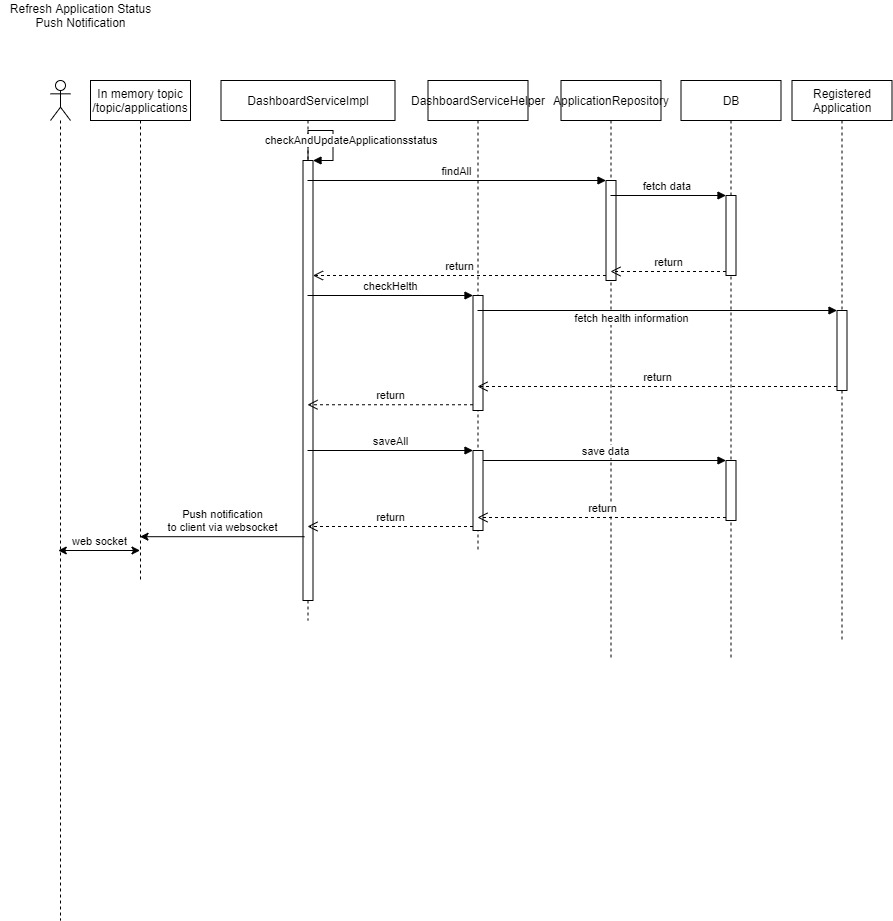 Refresh Application Status
Push Notification
In memory topic
/topic/applications
DashboardServiceImpl
DashboardServiceHelper
ApplicationRepository
DB
Registered
Application
checkAndUpdateApplicationsstatus
findAll
fetch data
return
return
checkHelth
fetch health information
return
return
saveAll
save data
return
return
Push notification
to client via websocket
web socket